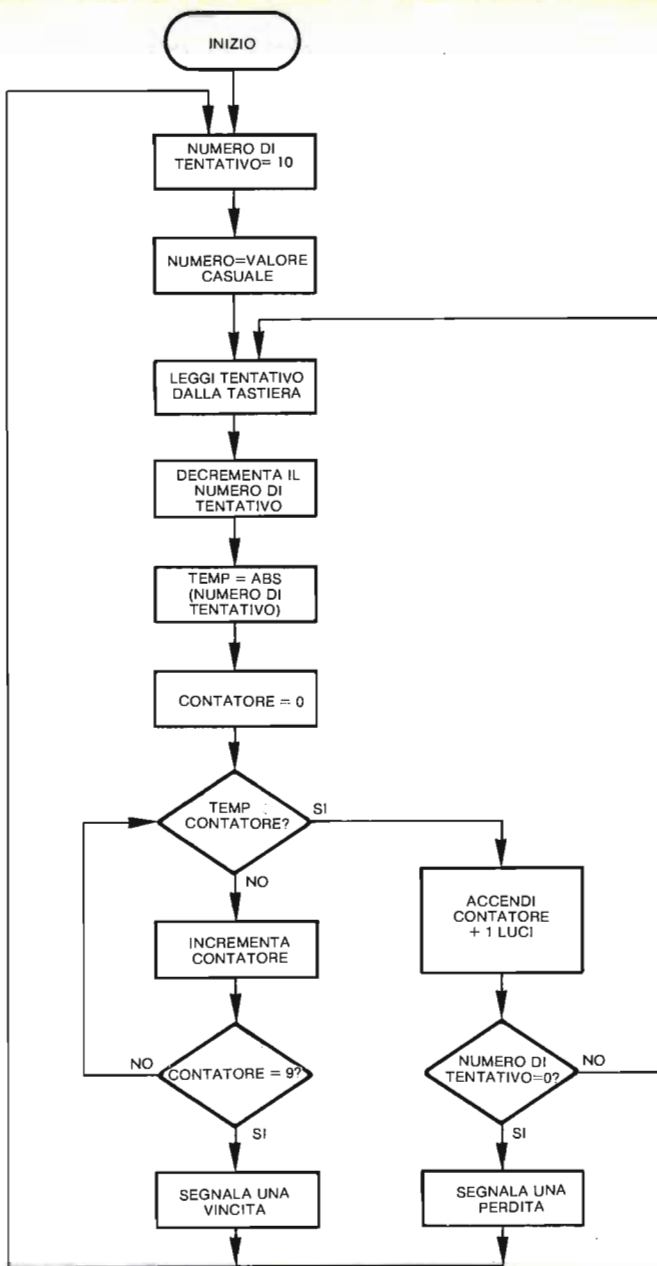 INIZIO
NUMERO DI
TENTATIVO= 10
NUMERO=VALORE
CASUALE
LEGGI TENTATIVO
DALLA TASTIERA
DECREMENTA IL
NUMERO DI
TENTATIVO
TEMP = ABS
(NUMERO DI
TENTATIVO)
CONTATORE = 0
TEMP
CONTATORE?
SI
NO
INCREMENTA
CONTATORE
CONTATORE = 9?
NO
SI
SEGNALA UNA
VINCITA
ACCENDI
CONTATORE
+ 1 LUCI
NUMERO DI
TENTATIVO=0?
NO
SI
SEGNALA UNA
PERDITA